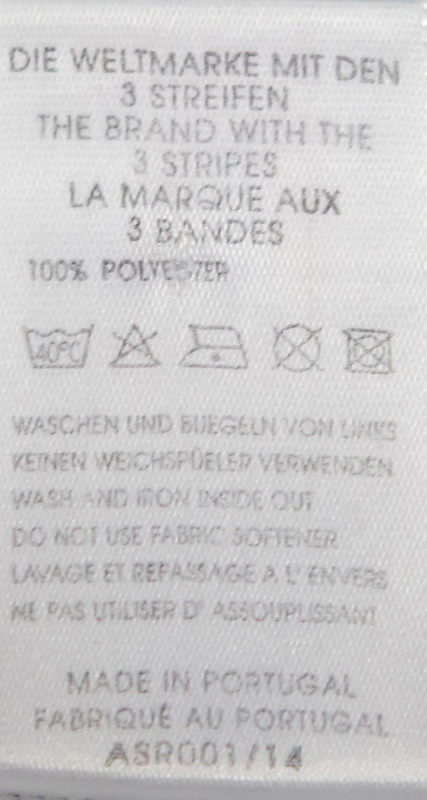 DIE WELTMARKE MIT DEN
3 STREIFEN
THE BRAND WITH THE
3 STRIPES
LA MARQUE AUX
3 BANDES
100% POLYESTER
40°C
WASCHEN UND BUEGELN VON LINKS
KEINEN WEICHSPÜELER VERWENDEN
WASH AND IRON INSIDE OUT
DO NOT USE FABRIC SOFTENER
LAVAGE ET REPASSAGE A L' ENVERS
NE PAS UTILISER D' ASSOUPLISSANT
MADE IN PORTUGAL
FABRIQUÉ AU PORTUGAL
ASR001/14